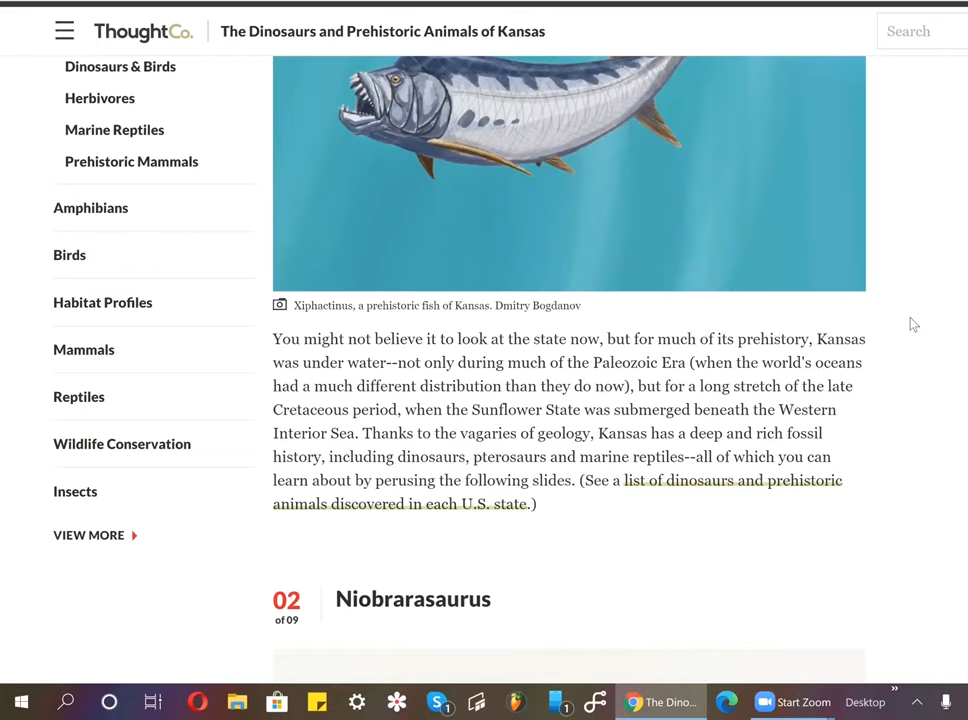 ThoughtCo. The Dinosaurs and Prehistoric Animals of Kansas Search
Dinosaurs & Birds
Herbivores
Marine Reptiles
Prehistoric Mammals
Amphibians
Birds
Habitat Profiles
Mammals
Reptiles
Wildlife Conservation
Insects
VIEW MORE
Xiphactinus, a prehistoric fish of Kansas. Dmitry Bogdanov
You might not believe it to look at the state now, but for much of its prehistory, Kansas
was under water--not only during much of the Paleozoic Era (when the world's oceans
had a much different distribution than they do now), but for a long stretch of the late
Cretaceous period, when the Sunflower State was submerged beneath the Western
Interior Sea. Thanks to the vagaries of geology, Kansas has a deep and rich fossil
history, including dinosaurs, pterosaurs and marine reptiles--all of which you can
learn about by perusing the following slides. (See a list of dinosaurs and prehistoric
animals discovered in each U.S. state.)
02 Niobrarasaurus
of 09
S 1 1 The Dino... Start Zoom Desktop »